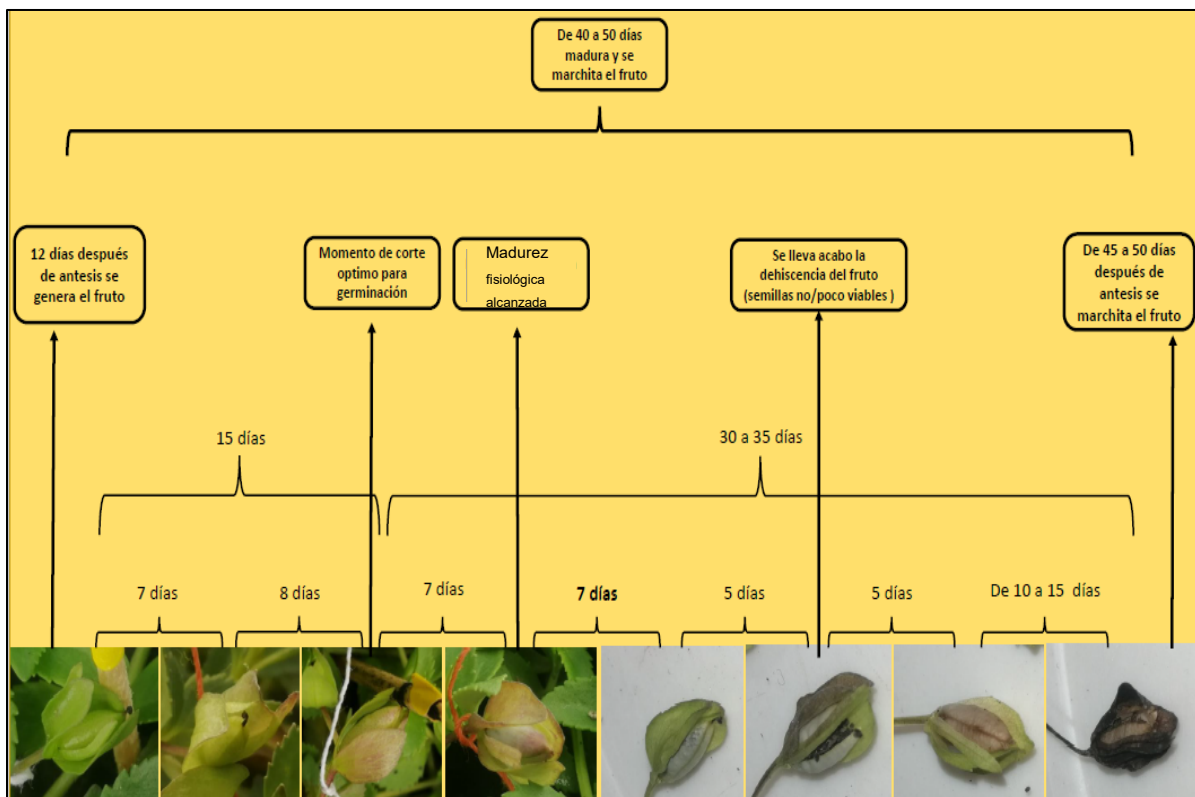 De 40 a 50 días
madura y se
marchita el fruto
12 días después
de antesis se
genera el fruto
Momento de corte
optimo para
germinación
Madurez
fisiológica
alcanzada
Se lleva acabo la
dehiscencia del fruto
(semillas no/poco viables )
De 45 a 50 días
después de
antesis se
marchita el fruto
15 días
30 a 35 días
7 días
8 días
7 días
7 días
5 días
5 días
De 10 a 15 días